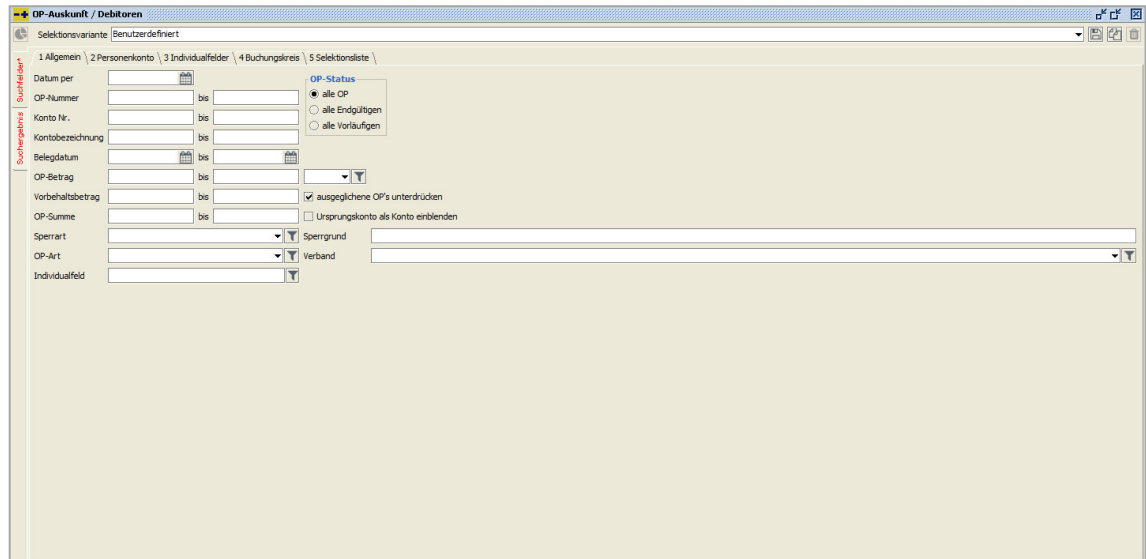 OP-Auskunft / Debitoren
Selektionsvariante Benutzerdefiniert
Suchfelder*
Suchergebnis
1 Allgemein 2 Personenkonto 3 Individualfelder 4 Buchungskreis 5 Selektionsliste
Datum per
OP-Status
alle OP
OP-Nummer bis
alle Endgültigen
Konto Nr. bis
alle Vorläufigen
Kontobezeichnung bis
Belegdatum bis
OP-Betrag bis
Vorbehaltsbetrag bis ausgeglichene OP's unterdrücken
OP-Summe bis Ursprungskonto als Konto einblenden
Sperrart Sperrgrund
OP-Art Verband
Individualfeld